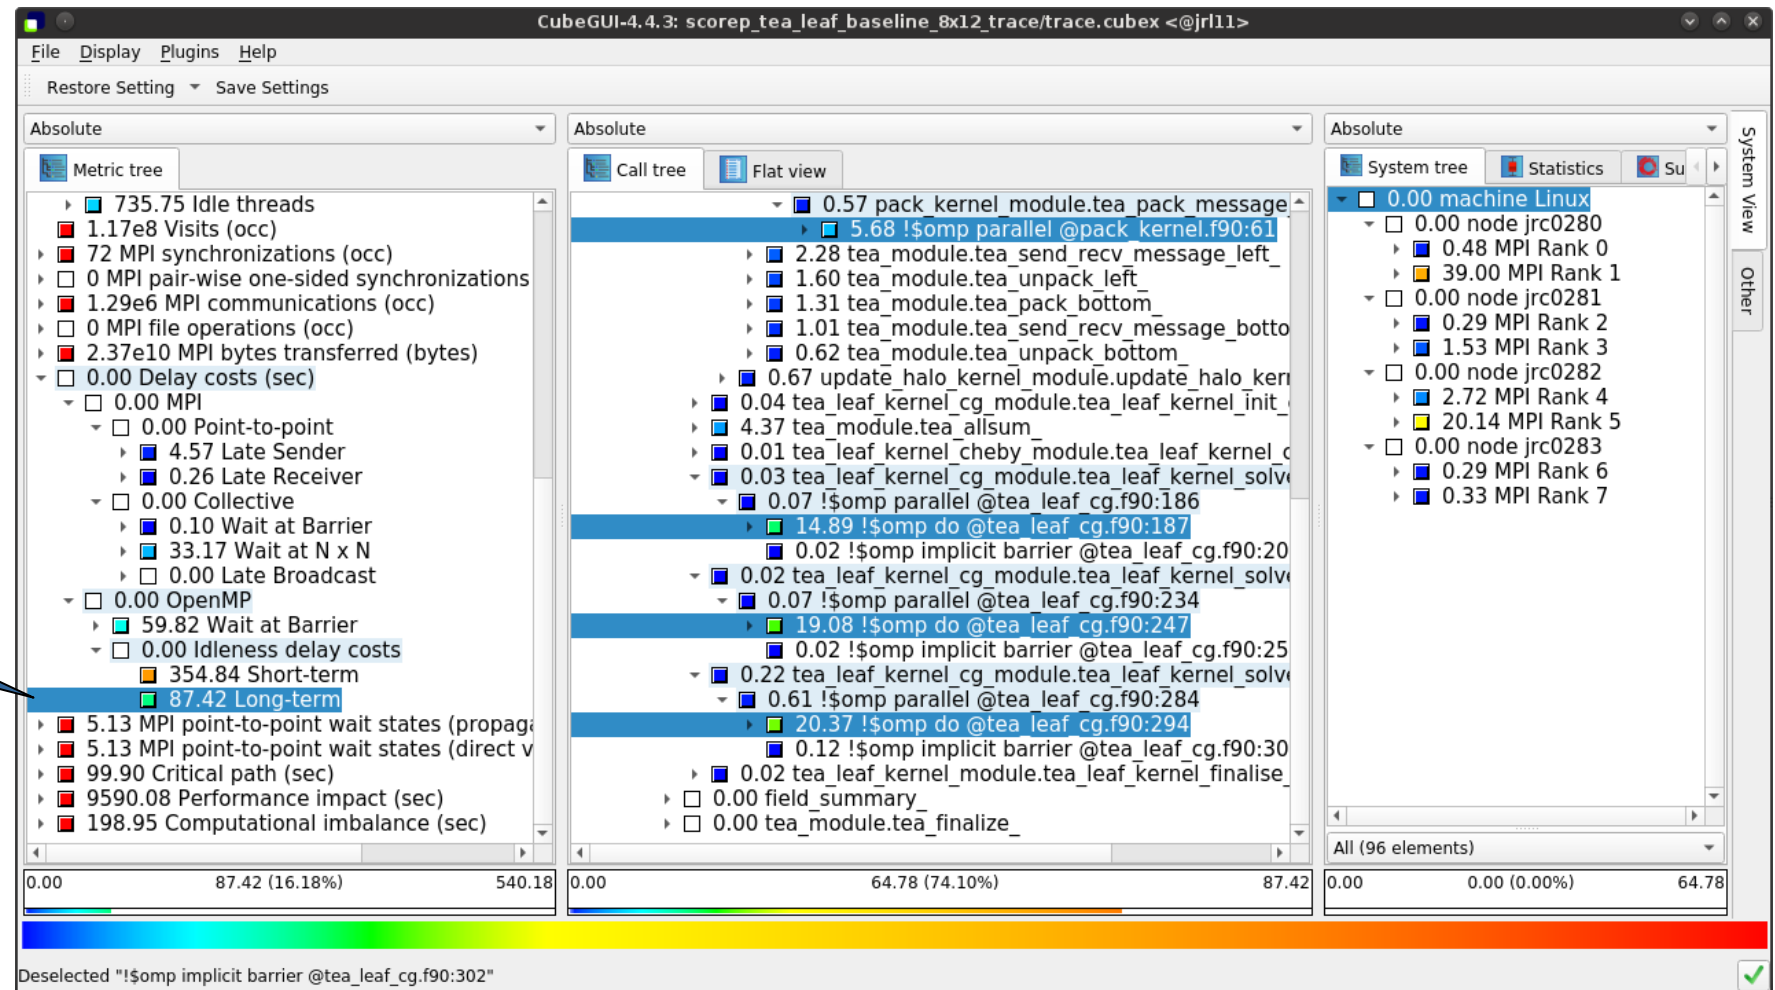 CubeGUI-4.4.3: scorep_tea_leaf_baseline_8x12_trace/trace.cubex <@jrl11>
File Display Plugins Help
Restore Setting Save Settings
Absolute
Metric tree
735.75 Idle threads
1.17e8 Visits (occ)
72 MPI synchronizations (occ)
0 MPI pair-wise one-sided synchronizations
1.29e6 MPI communications (occ)
0 MPI file operations (occ)
2.37e10 MPI bytes transferred (bytes)
0.00 Delay costs (sec)
0.00 MPI
0.00 Point-to-point
4.57 Late Sender
0.26 Late Receiver
0.00 Collective
0.10 Wait at Barrier
33.17 Wait at N x N
0.00 Late Broadcast
0.00 OpenMP
59.82 Wait at Barrier
0.00 Idleness delay costs
354.84 Short-term
87.42 Long-term
5.13 MPI point-to-point wait states (propaga
5.13 MPI point-to-point wait states (direct v
99.90 Critical path (sec)
9590.08 Performance impact (sec)
198.95 Computational imbalance (sec)
0.00 87.42 (16.18%) 540.18
Absolute
Call tree Flat view
0.57 pack_kernel_module.tea_pack_message_
5.68 !$omp parallel @pack_kernel.f90:61
2.28 tea_module.tea_send_recv_message_left_
1.60 tea_module.tea_unpack_left_
1.31 tea_module.tea_pack_bottom_
1.01 tea_module.tea_send_recv_message_botto
0.62 tea_module.tea_unpack_bottom_
0.67 update_halo_kernel_module.update_halo_ker
0.04 tea_leaf_kernel_cg_module.tea_leaf_kernel_init_
4.37 tea_module.tea_allsum_
0.01 tea_leaf_kernel_cheby_module.tea_leaf_kernel_c
0.03 tea_leaf_kernel_cg_module.tea_leaf_kernel_solve
0.07 !$omp parallel @tea_leaf_cg.f90:186
14.89 !$omp do @tea_leaf_cg.f90:187
0.02 !$omp implicit barrier @tea_leaf_cg.f90:20
0.02 tea_leaf_kernel_cg_module.tea_leaf_kernel_solve
0.07 !$omp parallel @tea_leaf_cg.f90:234
19.08 !$omp do @tea_leaf_cg.f90:247
0.02 !$omp implicit barrier @tea_leaf_cg.f90:25
0.22 tea_leaf_kernel_cg_module.tea_leaf_kernel_solve
0.61 !$omp parallel @tea_leaf_cg.f90:284
20.37 !$omp do @tea_leaf_cg.f90:294
0.12 !$omp implicit barrier @tea_leaf_cg.f90:30
0.02 tea_leaf_kernel_module.tea_leaf_kernel_finalise_
0.00 field_summary_
0.00 tea_module.tea_finalize_
0.00 64.78 (74.10%) 87.42
Absolute
System tree Statistics Su
0.00 machine Linux
0.00 node jrc0280
0.48 MPI Rank 0
39.00 MPI Rank 1
0.00 node jrc0281
0.29 MPI Rank 2
1.53 MPI Rank 3
0.00 node jrc0282
2.72 MPI Rank 4
20.14 MPI Rank 5
0.00 node jrc0283
0.29 MPI Rank 6
0.33 MPI Rank 7
All (96 elements)
0.00 0.00 (0.00%) 64.78
System View
Other
Deselected "!$omp implicit barrier @tea_leaf_cg.f90:302"